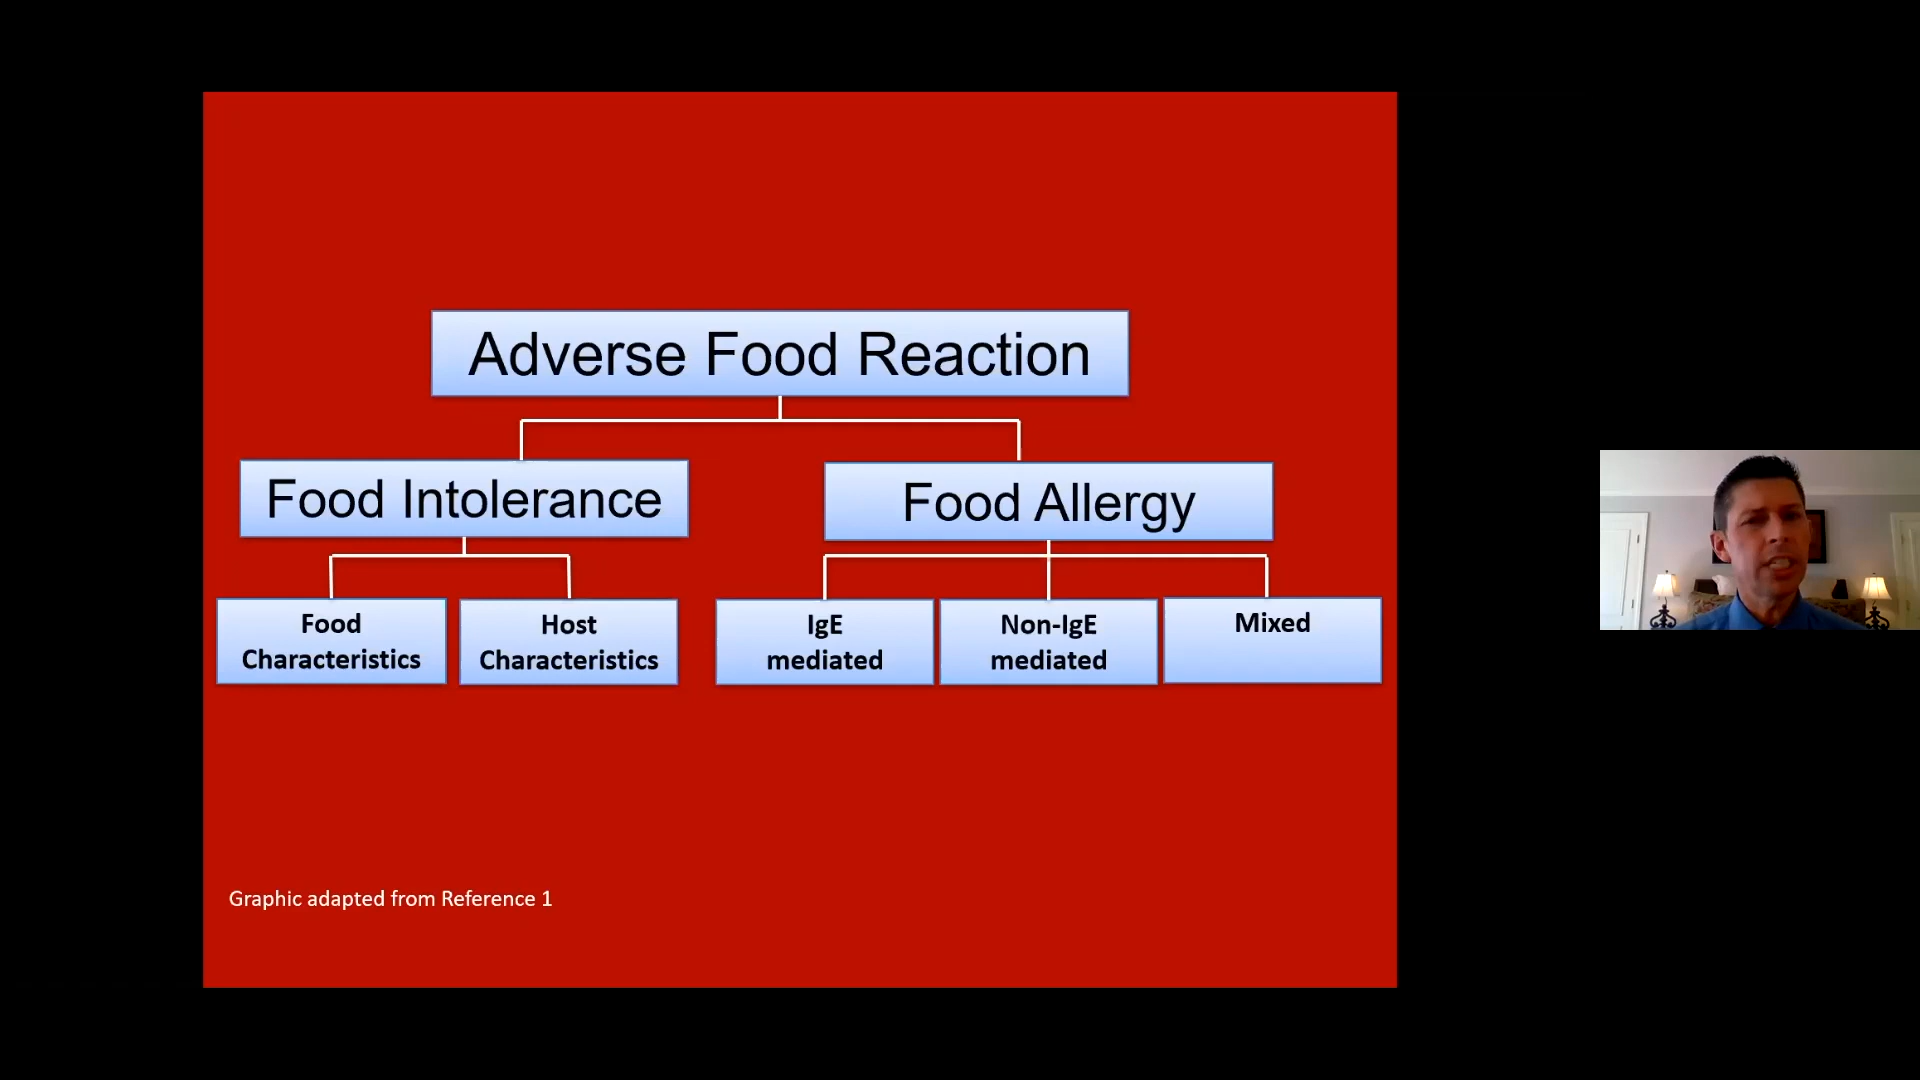 Adverse Food Reaction
Food Intolerance
Food Allergy
Food
Characteristics
Host
Characteristics
IgE
mediated
Non-IgE
mediated
Mixed
Graphic adapted from Reference 1